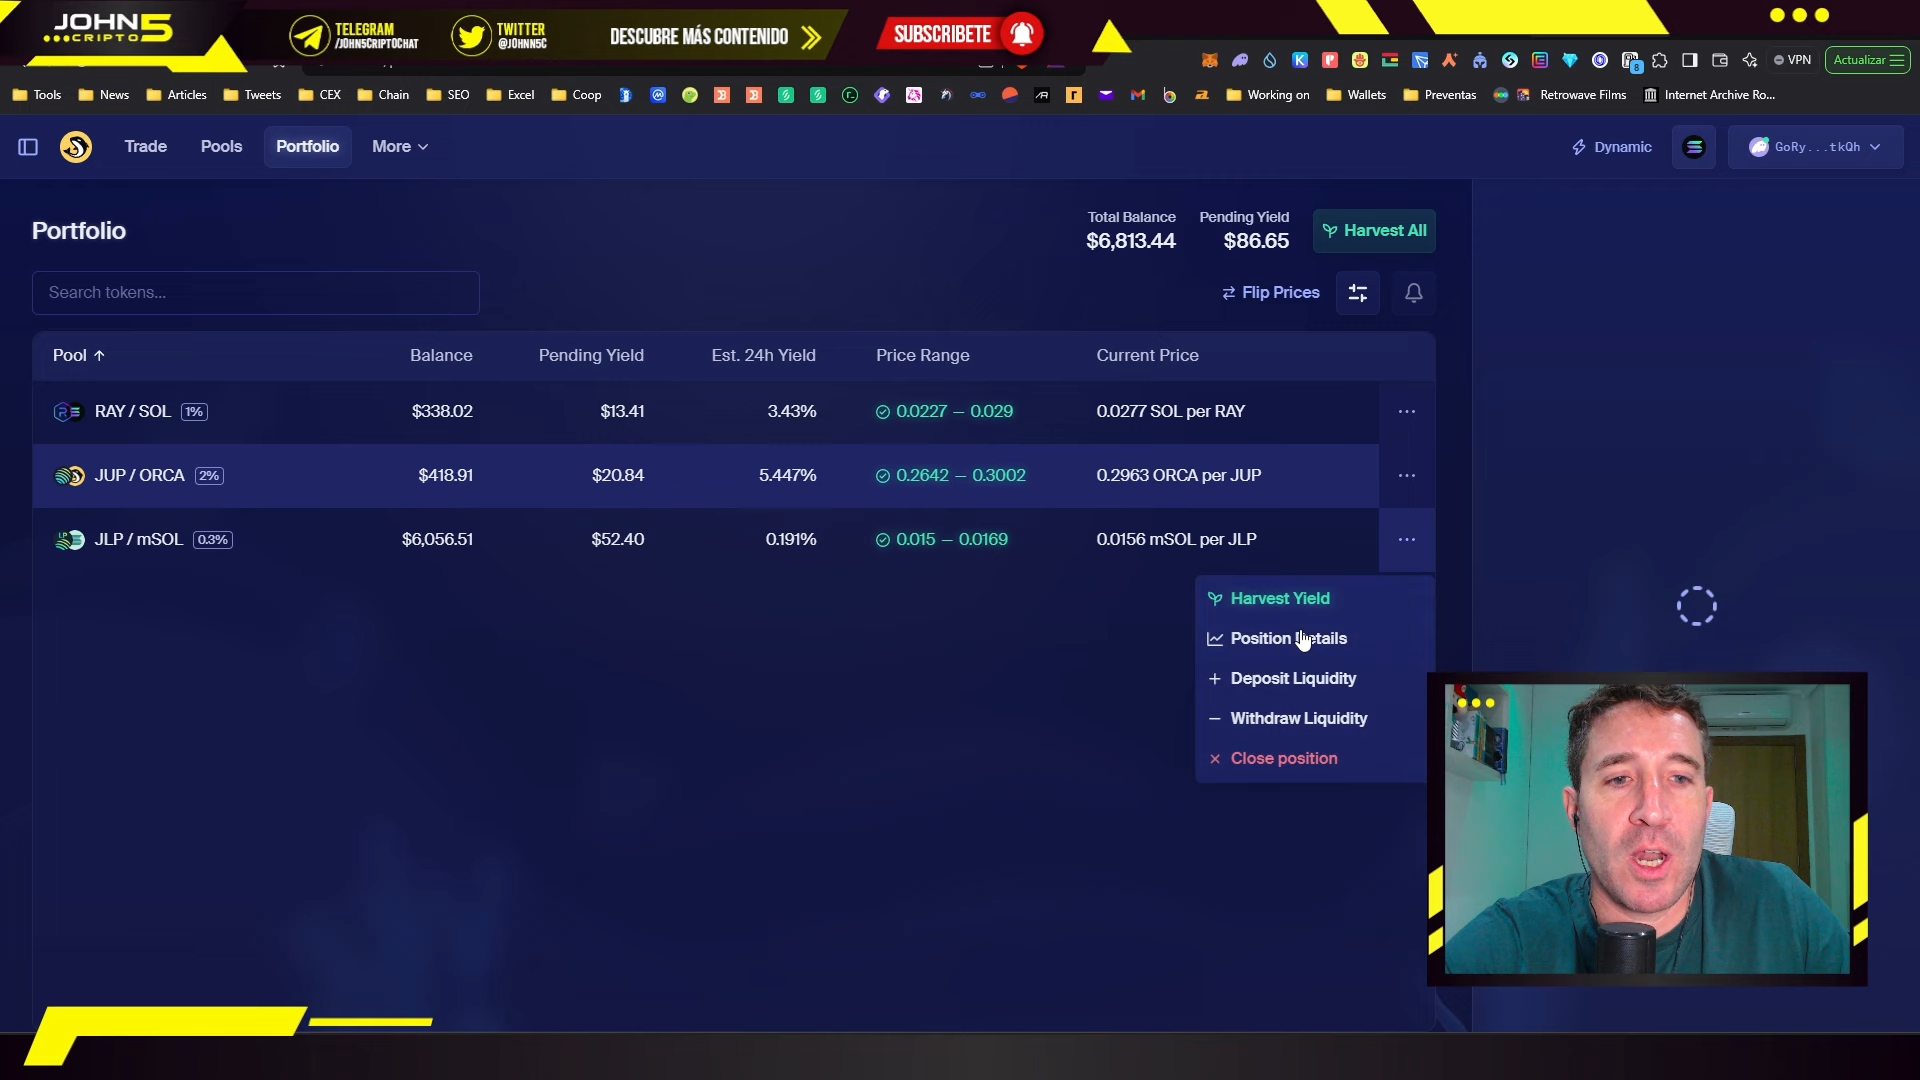 JOHN5
CRIPTO
TELEGRAM
/JOHN5CRIPTOCHAT
TWITTER
@JOHNN5C
DESCUBRE MÁS CONTENIDO
SUBSCRIBETE
VPN
Actualizar
Tools
News
Articles
Tweets
CEX
Chain
SEO
Excel
Coop
Working on
Wallets
Preventas
Retrowave Films
Internet Archive Ro...
Trade
Pools
Portfolio
More
Dynamic
GoRy...tkQh
Portfolio
Total Balance
$6,813.44
Pending Yield
$86.65
Harvest All
Search tokens...
Flip Prices
Pool ↑ Balance Pending Yield Est. 24h Yield Price Range Current Price
RAY / SOL 1% $338.02 $13.41 3.43% 0.0227 — 0.029 0.0277 SOL per RAY
JUP / ORCA 2% $418.91 $20.84 5.447% 0.2642 — 0.3002 0.2963 ORCA per JUP
JLP / mSOL 0.3% $6,056.51 $52.40 0.191% 0.015 — 0.0169 0.0156 mSOL per JLP
Harvest Yield
Position Details
+ Deposit Liquidity
− Withdraw Liquidity
× Close position